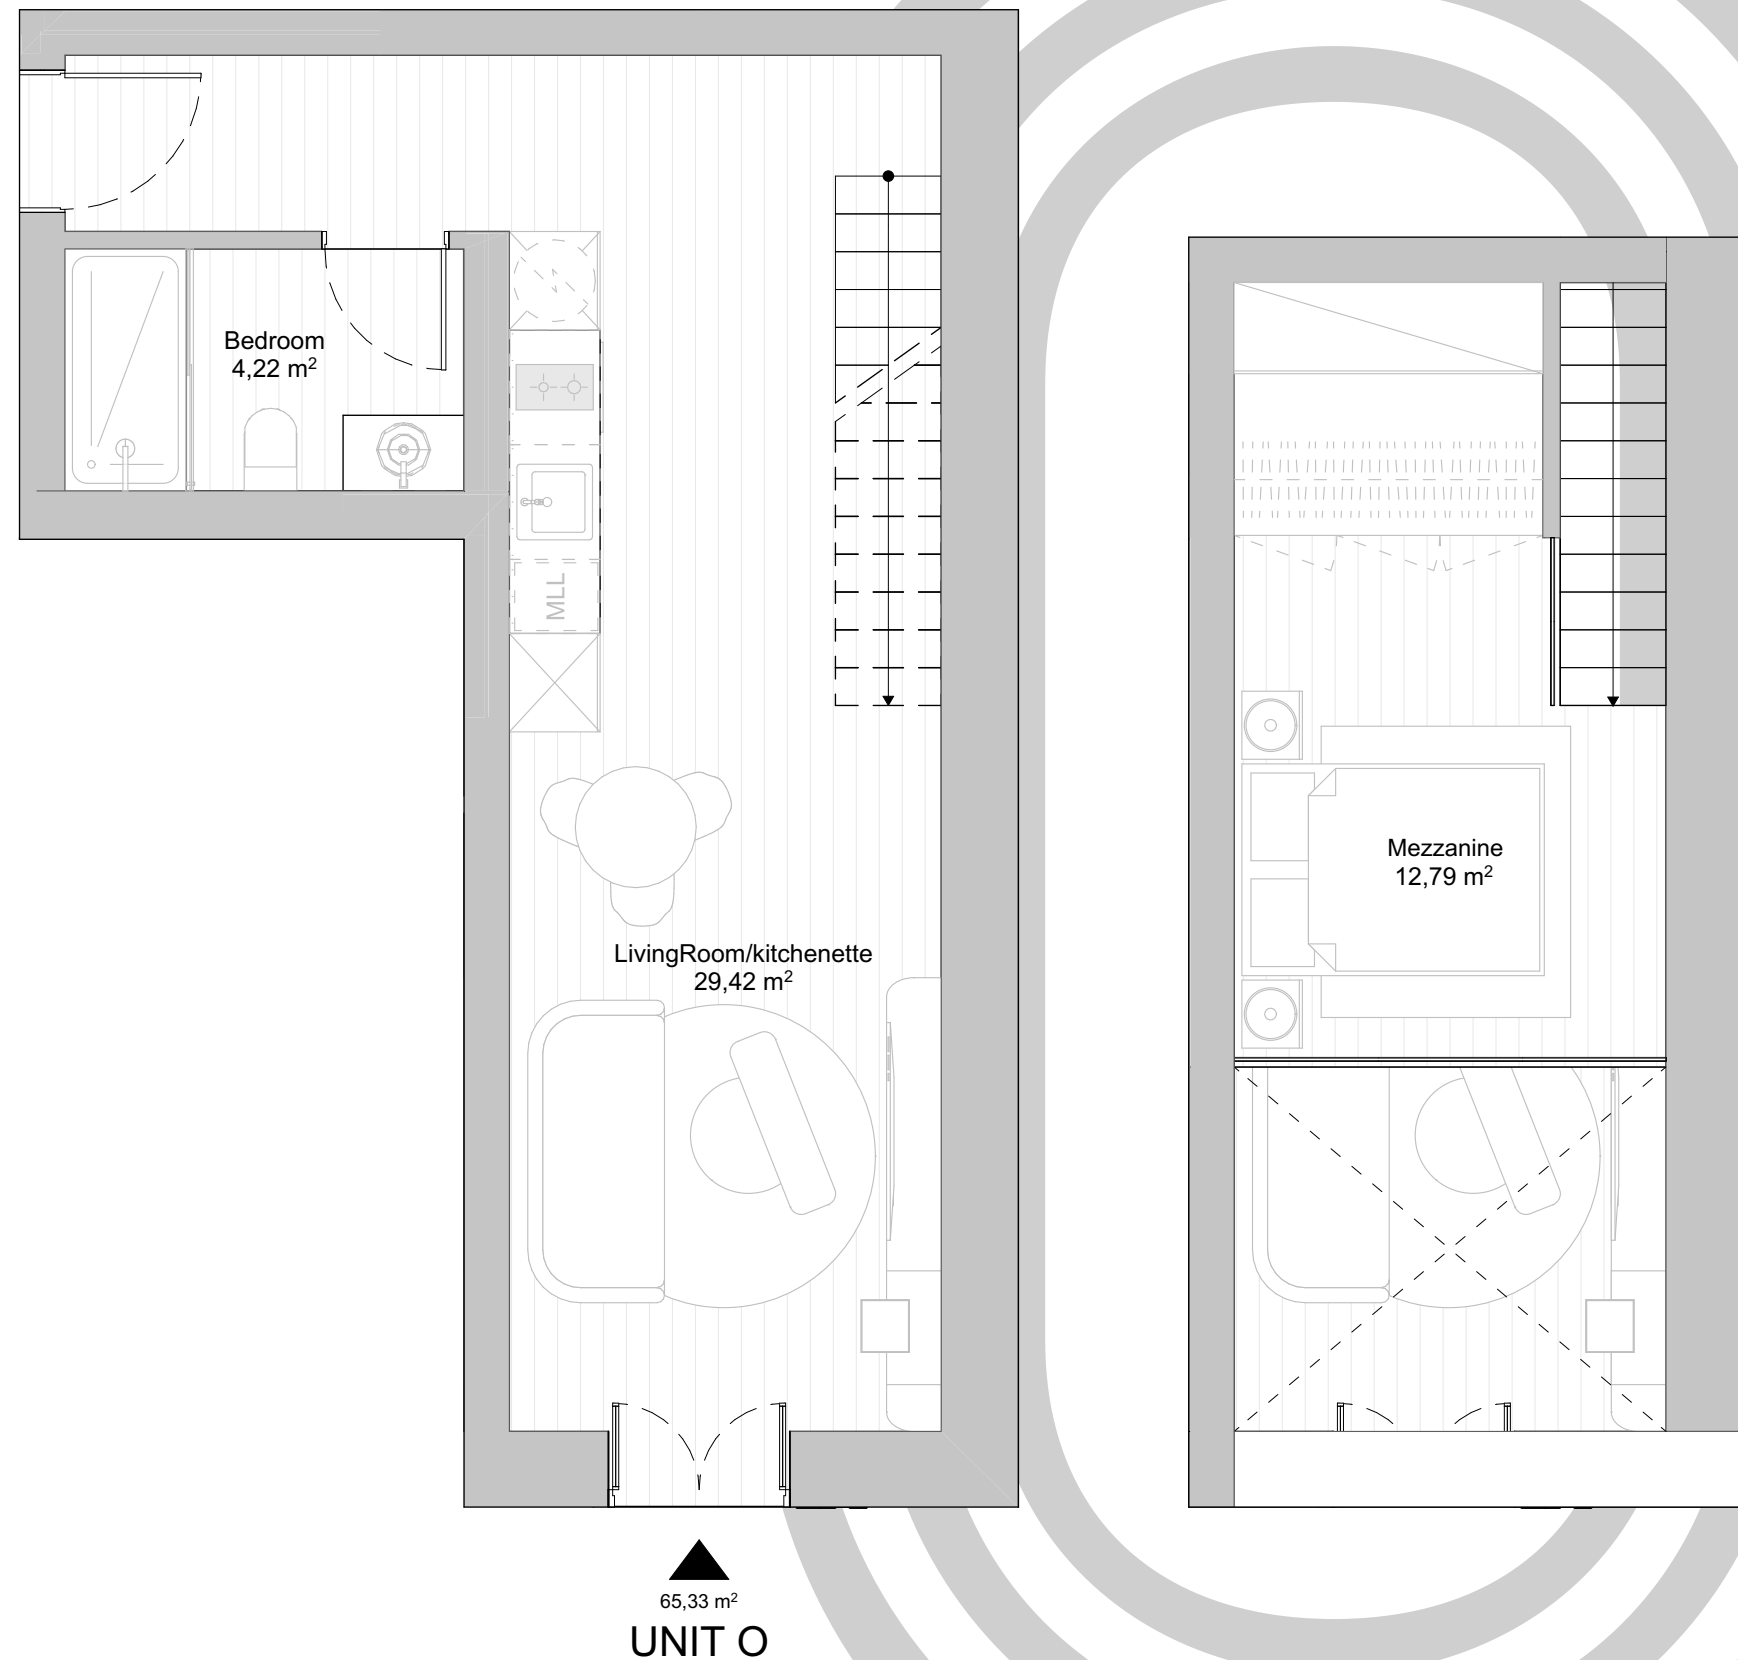 Bedroom
4,22 m²
MLL
LivingRoom/kitchenette
29,42 m²
Mezzanine
12,79 m²
65,33 m²
UNIT O